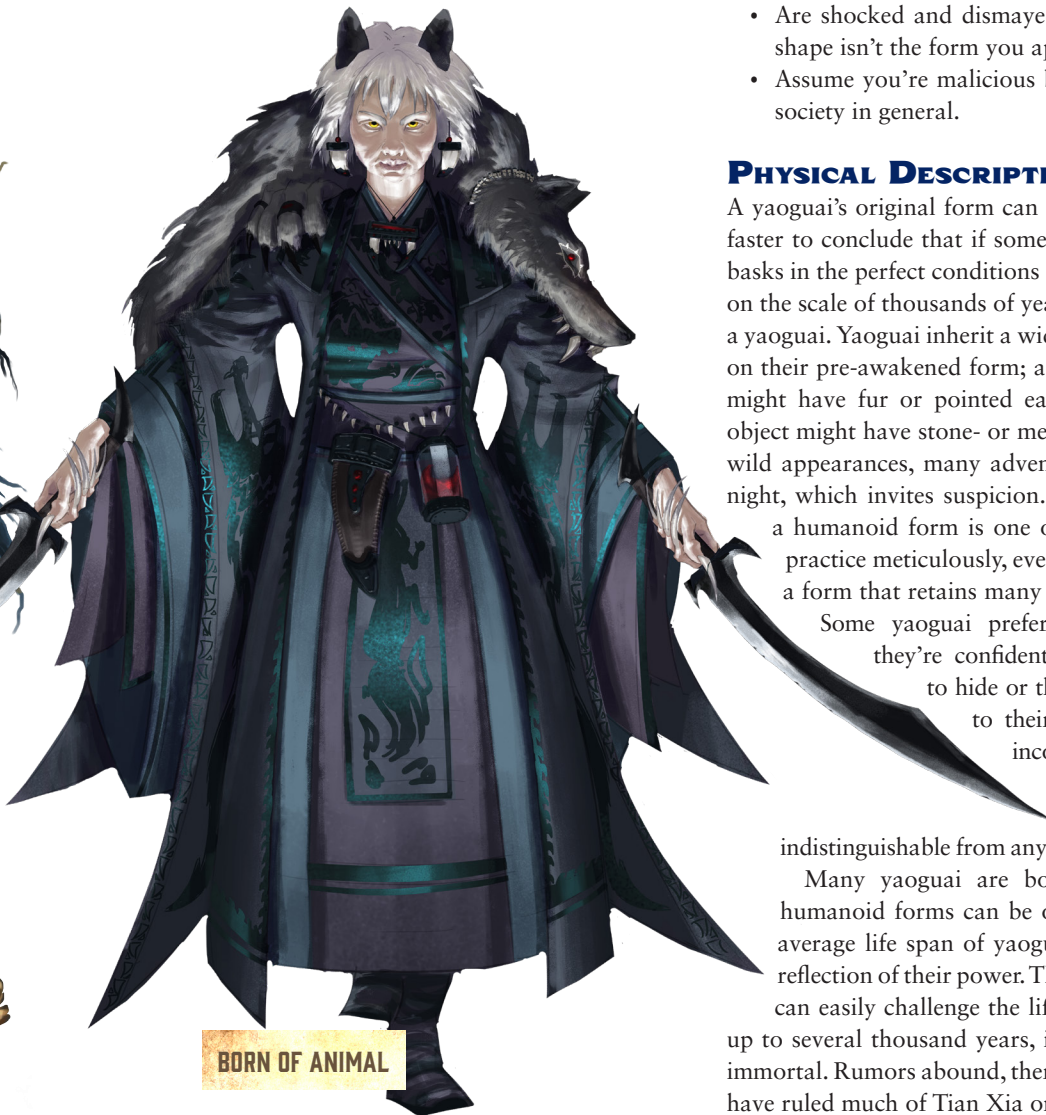 • Are shocked and dismaye
shape isn't the form you a
• Assume you're malicious
society in general.
PHYSICAL DESCRIPT
A yaoguai's original form can
faster to conclude that if some
basks in the perfect conditions
on the scale of thousands of ye
a yaoguai. Yaoguai inherit a wi
on their pre-awakened form; a
might have fur or pointed ea
object might have stone- or me
wild appearances, many adven
night, which invites suspicion.
a humanoid form is one o
practice meticulously, eve
a form that retains many
Some yaoguai prefer
they're confident
to hide or th
to their
inco
indistinguishable from any
Many yaoguai are bo
humanoid forms can be o
average life span of yaogu
reflection of their power. Th
can easily challenge the lif
up to several thousand years, i
immortal. Rumors abound, ther
have ruled much of Tian Xia or
BORN OF ANIMAL